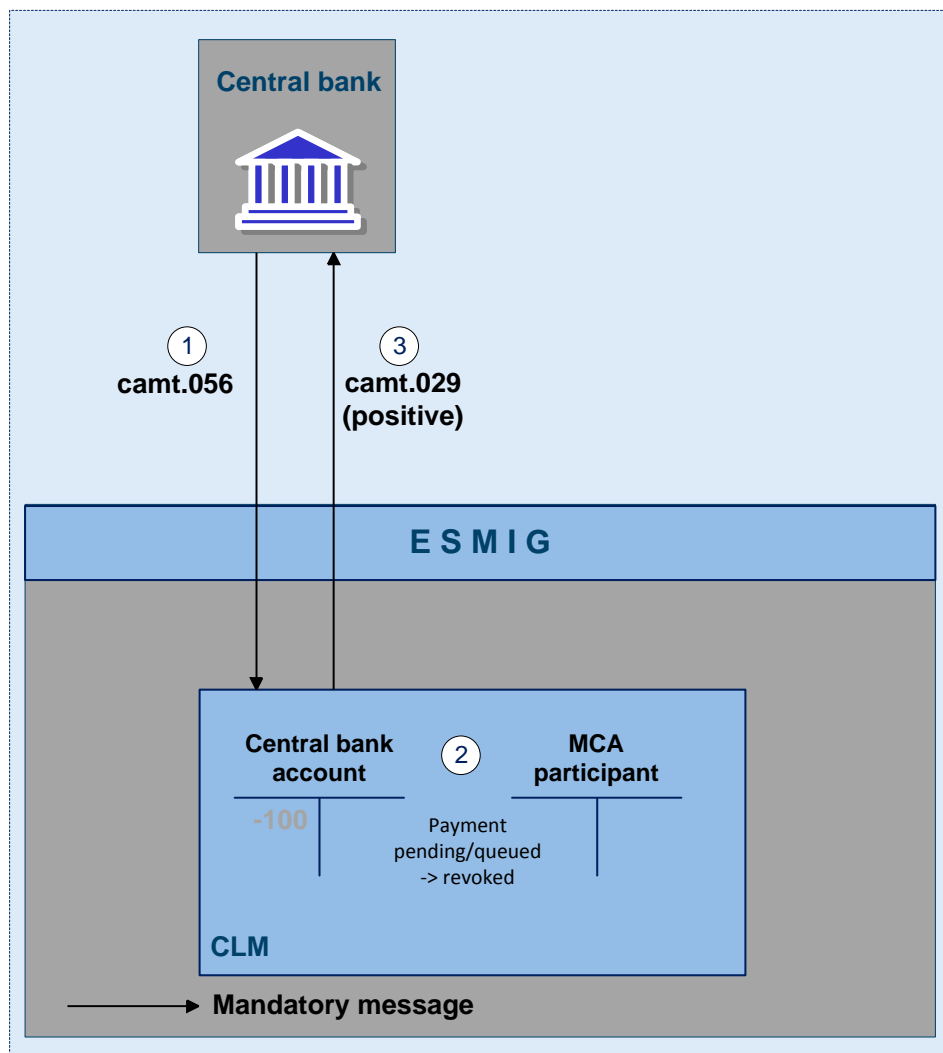 Central bank
1
camt.056
3
camt.029
(positive)
E S M I G
Central bank
account
2
MCA
participant
-100
Payment
pending/queued
-> revoked
CLM
Mandatory message